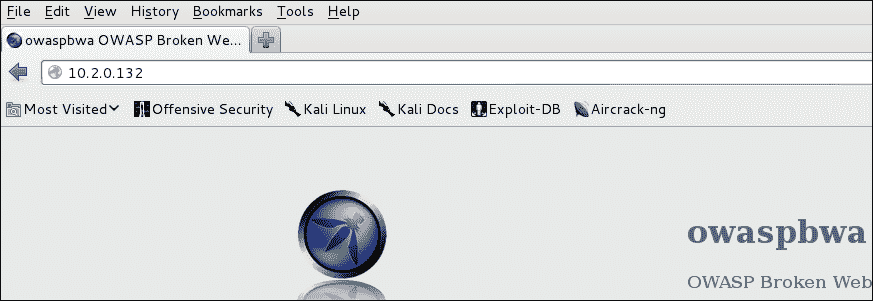 File Edit View History Bookmarks Tools Help
owaspbwa OWASP Broken We...
10.2.0.132
Most Visited Offensive Security Kali Linux Kali Docs Exploit-DB Aircrack-ng
owaspbwa
OWASP Broken Web